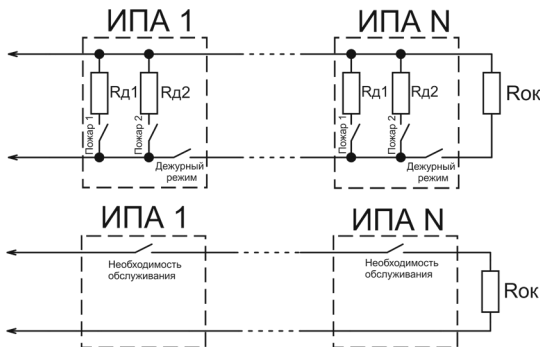 ИПА 1
ИПА N
Rд1
Rд2
Пожар 1
Пожар 2
Дежурный
режим
Rд1
Rд2
Пожар 1
Пожар 2
Дежурный
режим
Rок
ИПА 1
ИПА N
Необходимость
обслуживания
Необходимость
обслуживания
Rок